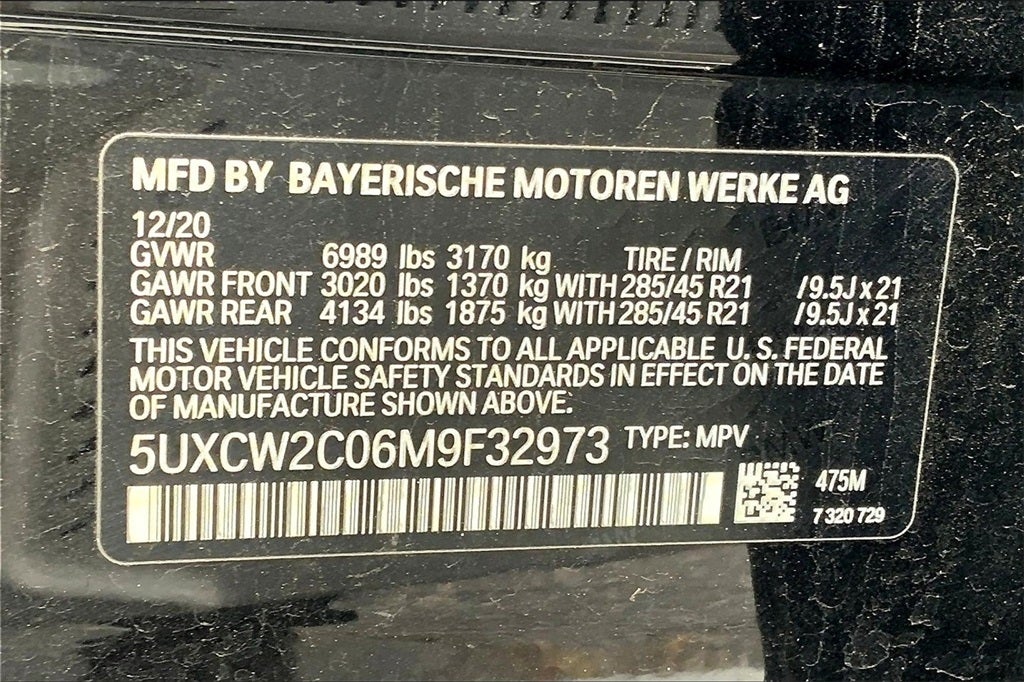 MFD BY BAYERISCHE MOTOREN WERKE AG
12/20
GVWR 6989 lbs 3170 kg TIRE / RIM
GAWR FRONT 3020 lbs 1370 kg WITH 285/45 R21 /9.5J x 21
GAWR REAR 4134 lbs 1875 kg WITH 285/45 R21 /9.5J x 21
THIS VEHICLE CONFORMS TO ALL APPLICABLE U. S. FEDERAL
MOTOR VEHICLE SAFETY STANDARDS IN EFFECT ON THE DATE
OF MANUFACTURE SHOWN ABOVE.
5UXCW2C06M9F32973 TYPE: MPV
475M
7 320 729